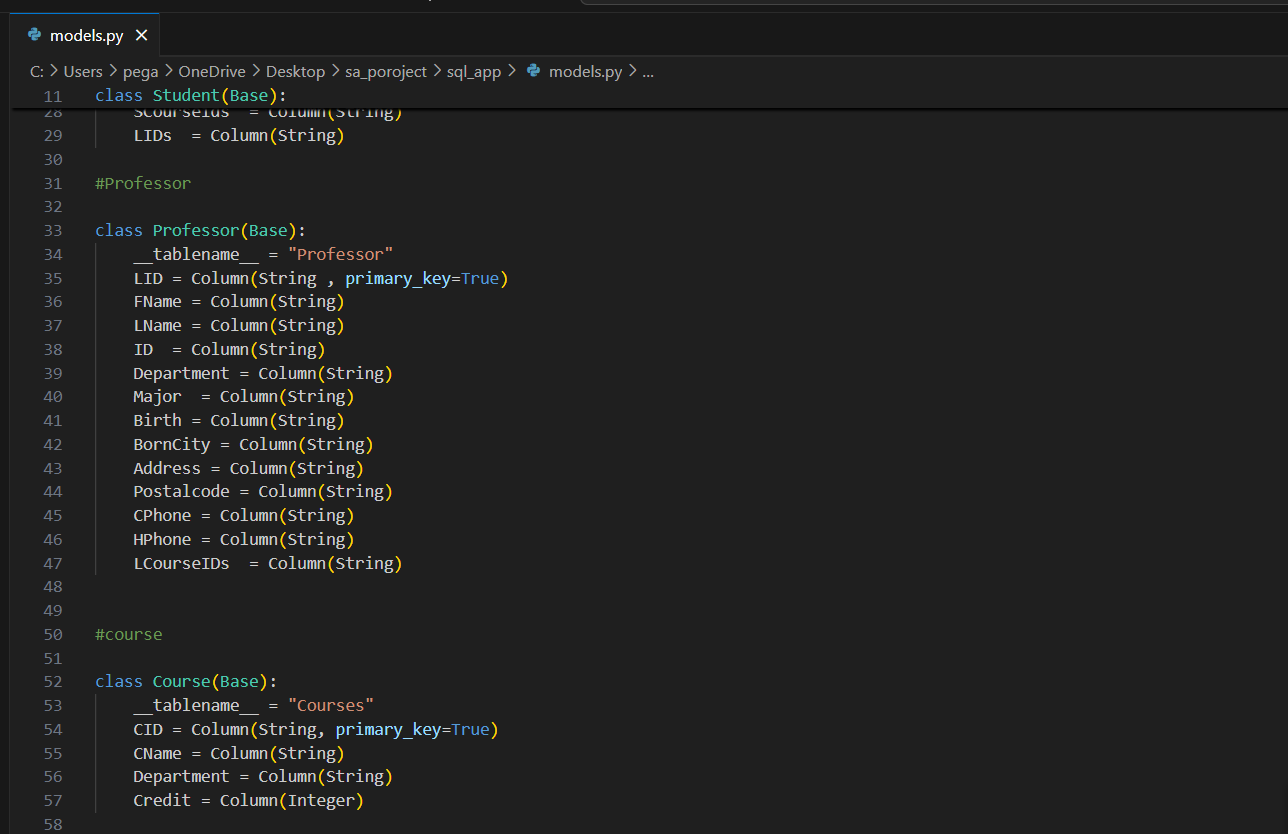 models.py
C: > Users > pega > OneDrive > Desktop > sa_poroject > sql_app > models.py > ...
11 class Student(Base):
28     SCourseIds  = Column(String)
29     LIDs  = Column(String)
30
31 #Professor
32
33 class Professor(Base):
34     __tablename__ = "Professor"
35     LID = Column(String , primary_key=True)
36     FName = Column(String)
37     LName = Column(String)
38     ID  = Column(String)
39     Department = Column(String)
40     Major  = Column(String)
41     Birth = Column(String)
42     BornCity = Column(String)
43     Address = Column(String)
44     Postalcode = Column(String)
45     CPhone = Column(String)
46     HPhone = Column(String)
47     LCourseIDs  = Column(String)
48
49
50 #course
51
52 class Course(Base):
53     __tablename__ = "Courses"
54     CID = Column(String, primary_key=True)
55     CName = Column(String)
56     Department = Column(String)
57     Credit = Column(Integer)
58